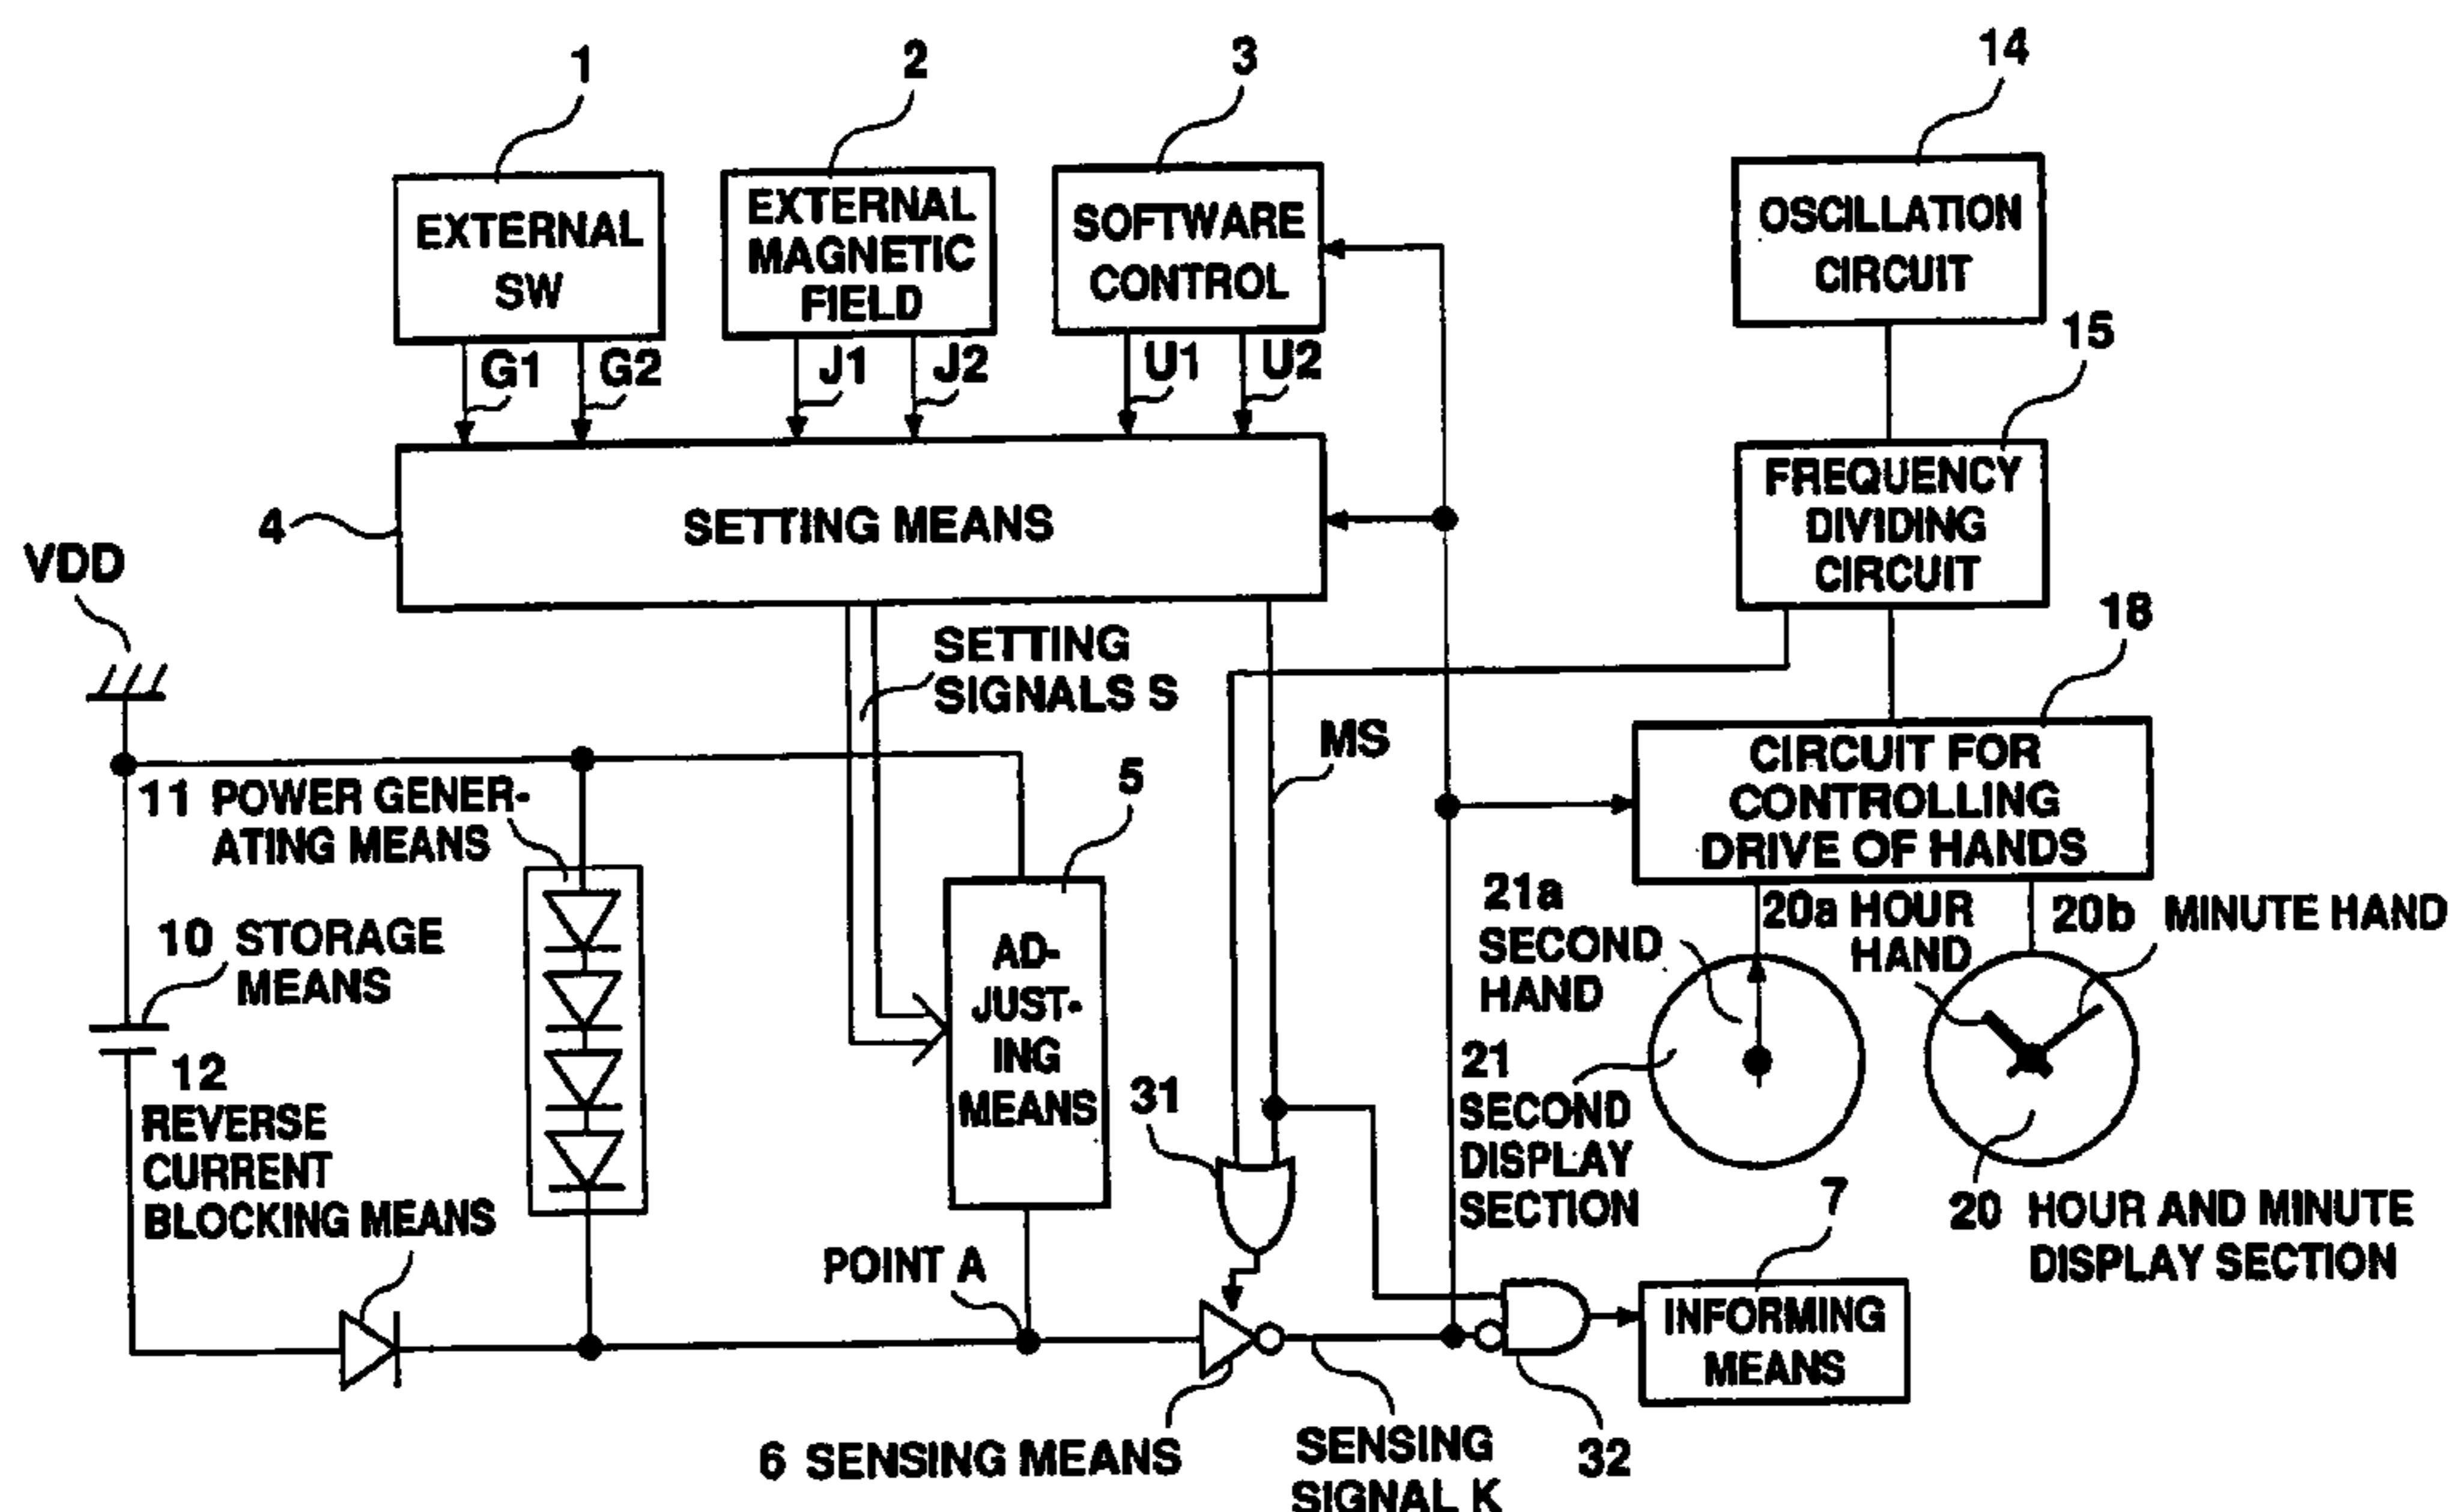 1
2
3
14
EXTERNAL
SW
EXTERNAL
MAGNETIC
FIELD
SOFTWARE
CONTROL
OSCILLATION
CIRCUIT
G1
G2
J1
J2
U1
U2
15
FREQUENCY
DIVIDING
CIRCUIT
4
SETTING MEANS
VDD
18
SETTING
SIGNALS S
MS
CIRCUIT FOR
CONTROLLING
DRIVE OF HANDS
11 POWER GENER-
ATING MEANS
5
10 STORAGE
MEANS
AD-
JUST-
ING
MEANS
21a
SECOND
HAND
20a HOUR
HAND
20b MINUTE HAND
12
REVERSE
CURRENT
BLOCKING MEANS
31
21
SECOND
DISPLAY
SECTION
20 HOUR AND MINUTE
DISPLAY SECTION
7
POINT A
INFORMING
MEANS
6 SENSING MEANS
SENSING
SIGNAL K
32